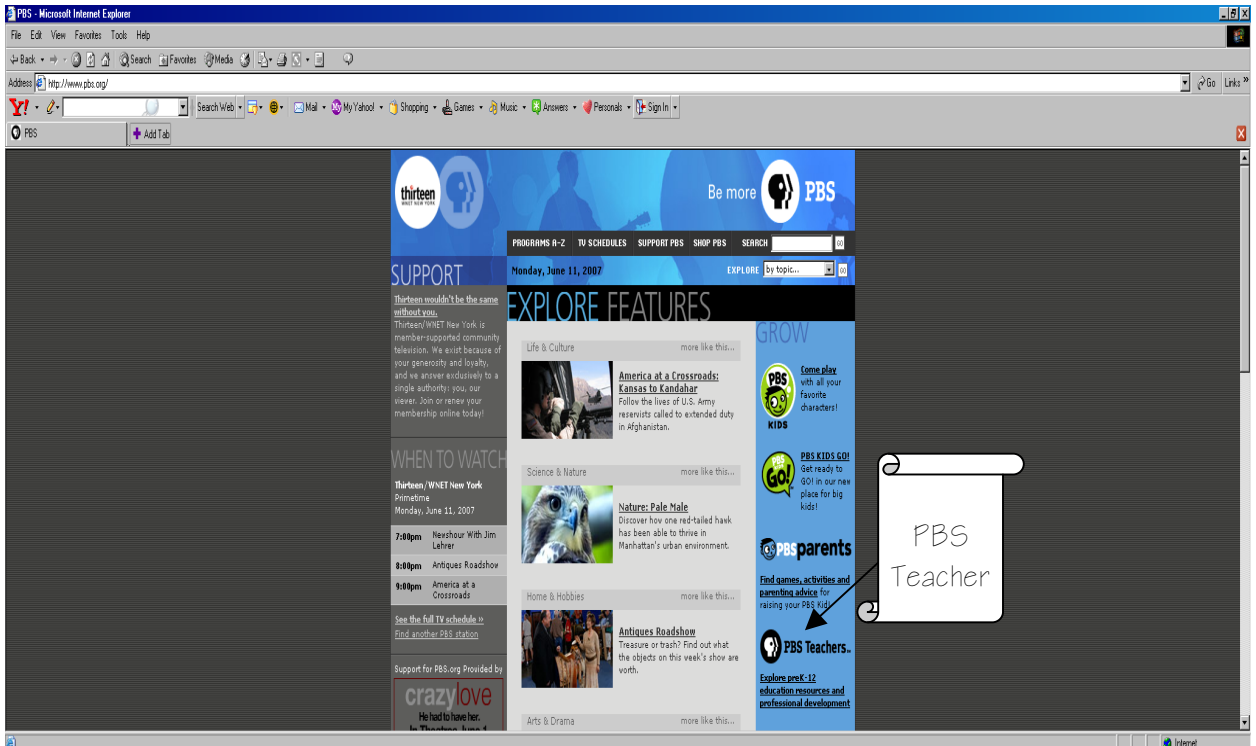 PBS - Microsoft Internet Explorer
File Edit View Favorites Tools Help
Back Search Favorites Media
Address http://www.pbs.org/ Go Links »
Y! Search Web Mail My Yahoo! Shopping Games Music Answers Personals Sign In
PBS Add Tab
thirteen
WNET NEW YORK
Be more PBS
PROGRAMS A-Z TV SCHEDULES SUPPORT PBS SHOP PBS SEARCH GO
Monday, June 11, 2007 EXPLORE by topic... GO
SUPPORT
Thirteen wouldn't be the same
without you.
Thirteen/WNET New York is
member-supported community
television. We exist because of
your generosity and loyalty,
and we answer exclusively to a
single authority: you, our
viewer. Join or renew your
membership online today!
WHEN TO WATCH
Thirteen/WNET New York
Primetime
Monday, June 11, 2007
7:00pm Newshour With Jim
Lehrer
8:00pm Antiques Roadshow
9:00pm America at a
Crossroads
See the full TV schedule »
Find another PBS station
Support for PBS.org Provided by
crazylove
He had to have her.
In Theatres June 1
EXPLORE FEATURES
Life & Culture more like this...
America at a Crossroads:
Kansas to Kandahar
Follow the lives of U.S. Army
reservists called to extended duty
in Afghanistan.
Science & Nature more like this...
Nature: Pale Male
Discover how one red-tailed hawk
has been able to thrive in
Manhattan's urban environment.
Home & Hobbies more like this...
Antiques Roadshow
Treasure or trash? Find out what
the objects on this week's show are
worth.
Arts & Drama more like this...
GROW
PBS
KIDS
Come play
with all your
favorite
characters!
PBS
KIDS
GO!
PBS KIDS GO!
Get ready to
GO! in our new
place for big
kids!
PBS parents
Find games, activities and
parenting advice for
raising your PBS Kid!
PBS Teachers
Explore preK-12
education resources and
professional development
PBS
Teacher
Internet